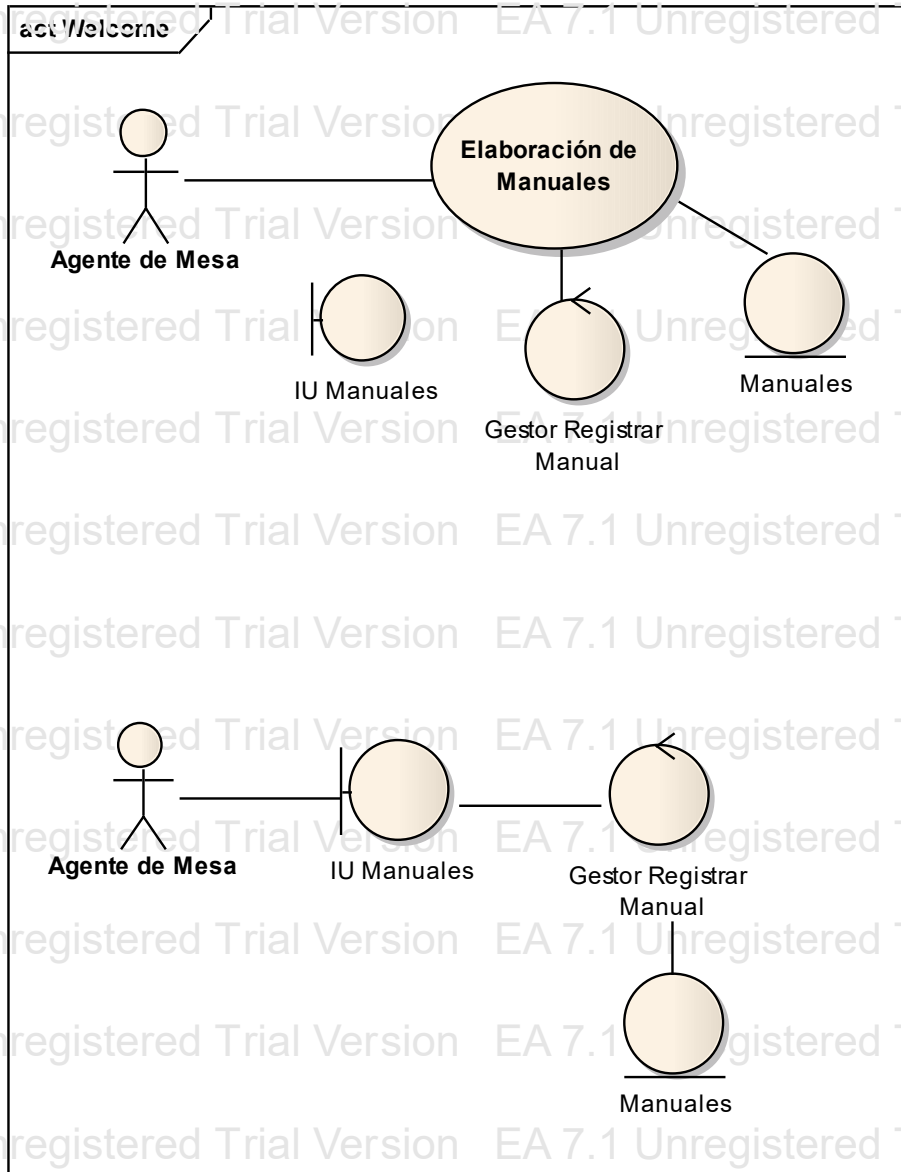 act Welcome
Elaboración de
Manuales
Agente de Mesa
IU Manuales
Manuales
Gestor Registrar
Manual
Agente de Mesa
IU Manuales
Gestor Registrar
Manual
Manuales
EA 7.1 Unregistered Trial Version